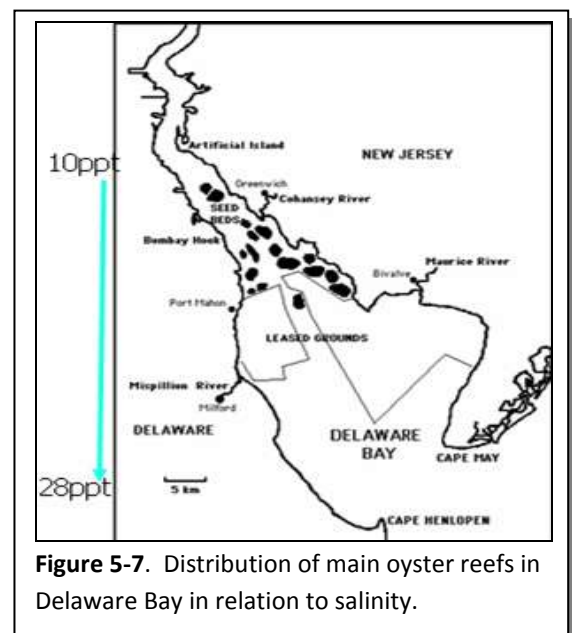 Artificial Island
NEW JERSEY
10ppt
Greenwich
Cohansey River
SEED
BEDS
Bombay Hook
Maurice River
Bivalve
Port Mahon
LEASED GROUNDS
Mispillion River
Milford
DELAWARE
DELAWARE
BAY
CAPE MAY
28ppt
5 km
CAPE HENLOPEN
Figure 5-7. Distribution of main oyster reefs in
Delaware Bay in relation to salinity.